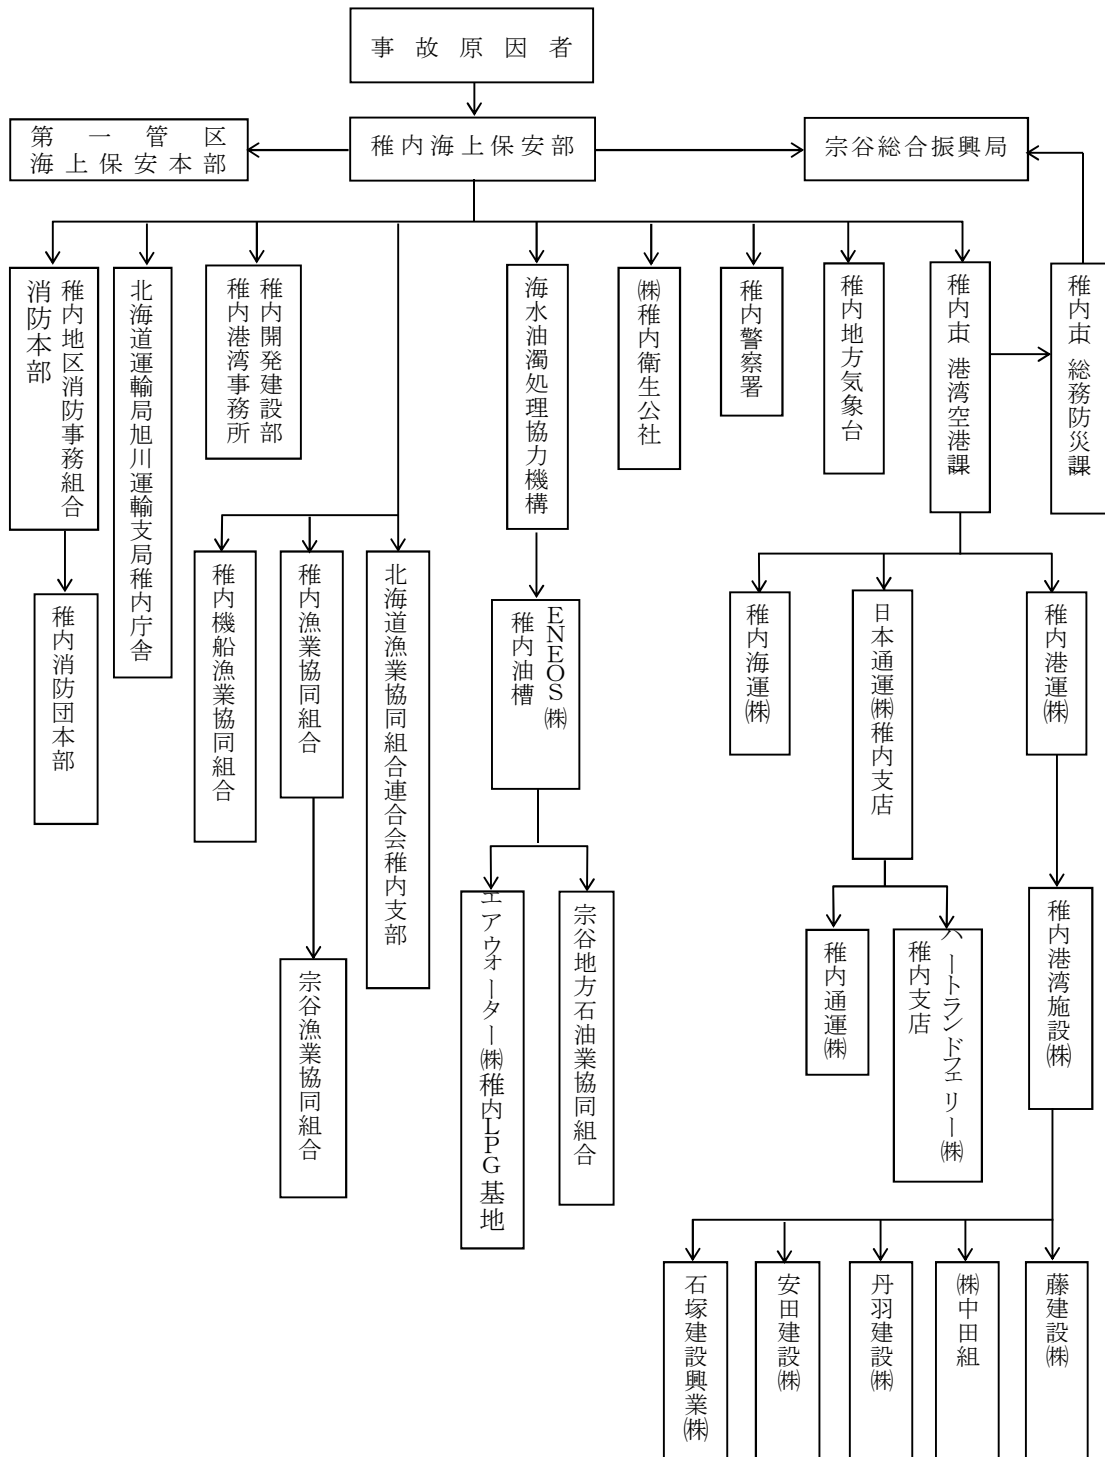 事故原因者
第一管区
海上保安本部
稚内海上保安部
宗谷総合振興局
稚内地区消防事務組合
消防本部
北海道運輸局旭川運輸支局稚内庁舎
稚内開発建設部
稚内港湾事務所
海水油濁処理協力機構
㈱稚内衛生公社
稚内警察署
稚内地方気象台
稚内市 港湾空港課
稚内市 総務防災課
稚内消防団本部
稚内機船漁業協同組合
稚内漁業協同組合
北海道漁業協同組合連合会稚内支部
ENEOS㈱
稚内油槽
稚内海運㈱
日本通運㈱稚内支店
稚内港運㈱
宗谷漁業協同組合
エアウォーター㈱稚内LPG基地
宗谷地方石油業協同組合
稚内通運㈱
ハートランドフェリー㈱
稚内支店
稚内港湾施設㈱
石塚建設興業㈱
安田建設㈱
丹羽建設㈱
㈱中田組
藤建設㈱